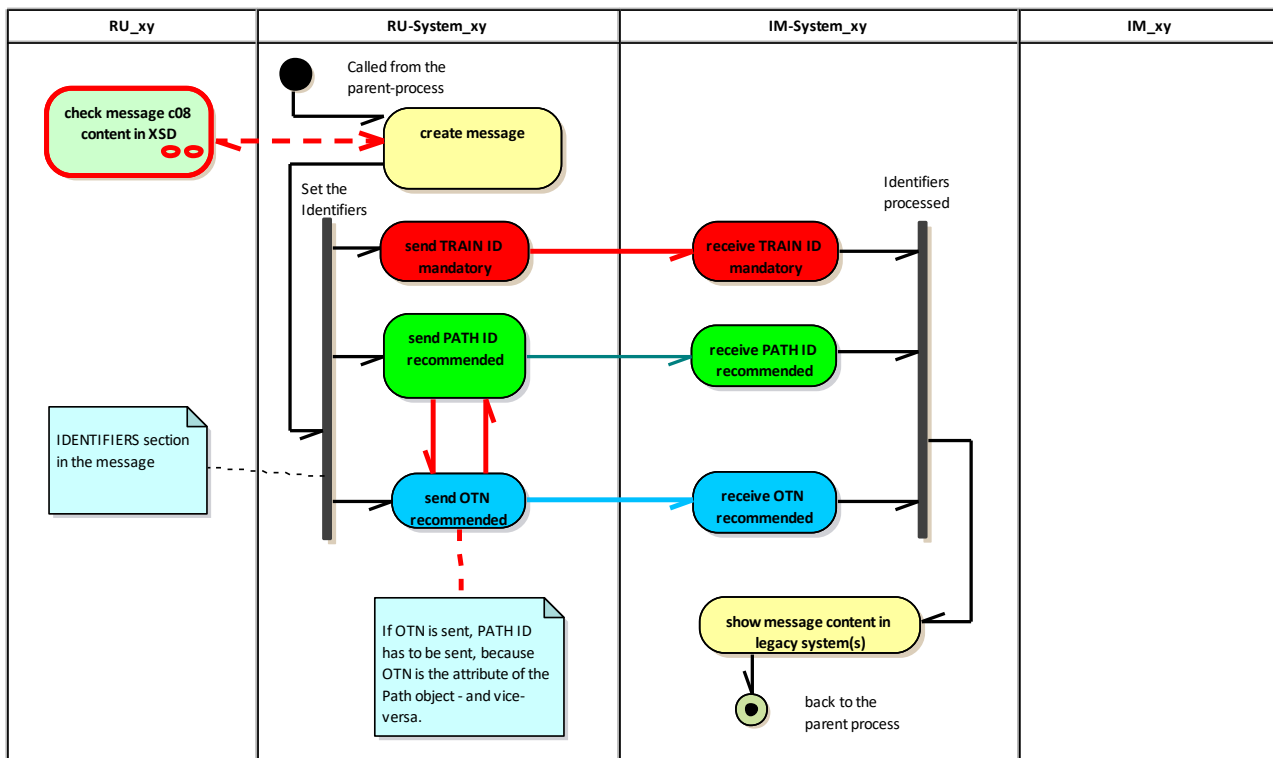 RU_xy
RU-System_xy
IM-System_xy
IM_xy
Called from the
parent-process
check message c08
content in XSD
create message
Set the
Identifiers
Identifiers
processed
send TRAIN ID
mandatory
receive TRAIN ID
mandatory
send PATH ID
recommended
receive PATH ID
recommended
IDENTIFIERS section
in the message
send OTN
recommended
receive OTN
recommended
If OTN is sent, PATH ID
has to be sent, because
OTN is the attribute of the
Path object - and vice-
versa.
show message content in
legacy system(s)
back to the
parent process